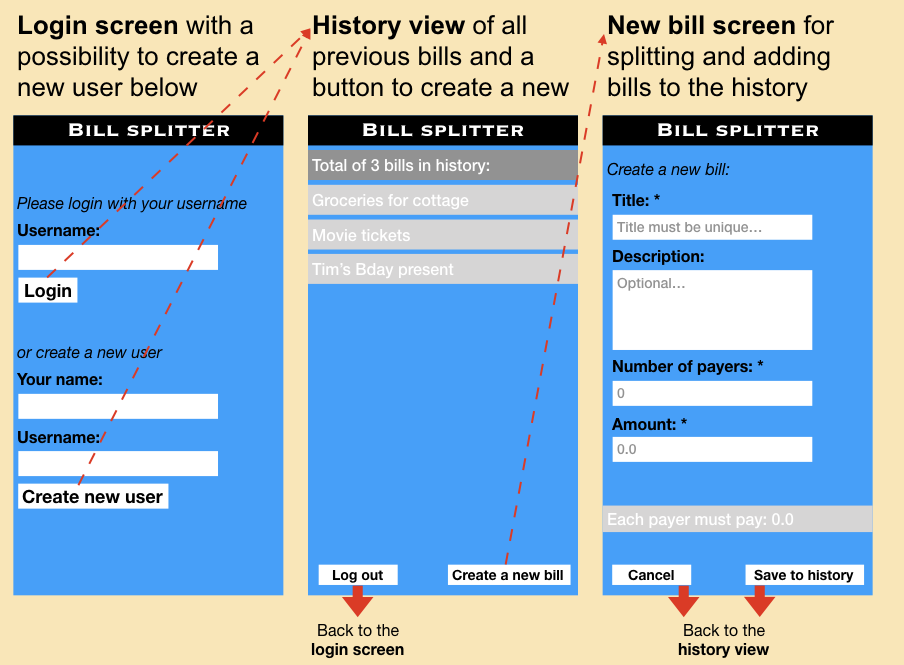 Login screen with a
possibility to create a
new user below
BILL SPLITTER
Please login with your username
Username:
Login
or create a new user
Your name:
Username:
Create new user
History view of all
previous bills and a
button to create a new
BILL SPLITTER
Total of 3 bills in history:
Groceries for cottage
Movie tickets
Tim's Bday present
Log out
Create a new bill
Back to the
login screen
New bill screen for
splitting and adding
bills to the history
BILL SPLITTER
Create a new bill:
Title: *
Title must be unique...
Description:
Optional...
Number of payers: *
0
Amount: *
0.0
Each payer must pay: 0.0
Cancel
Save to history
Back to the
history view